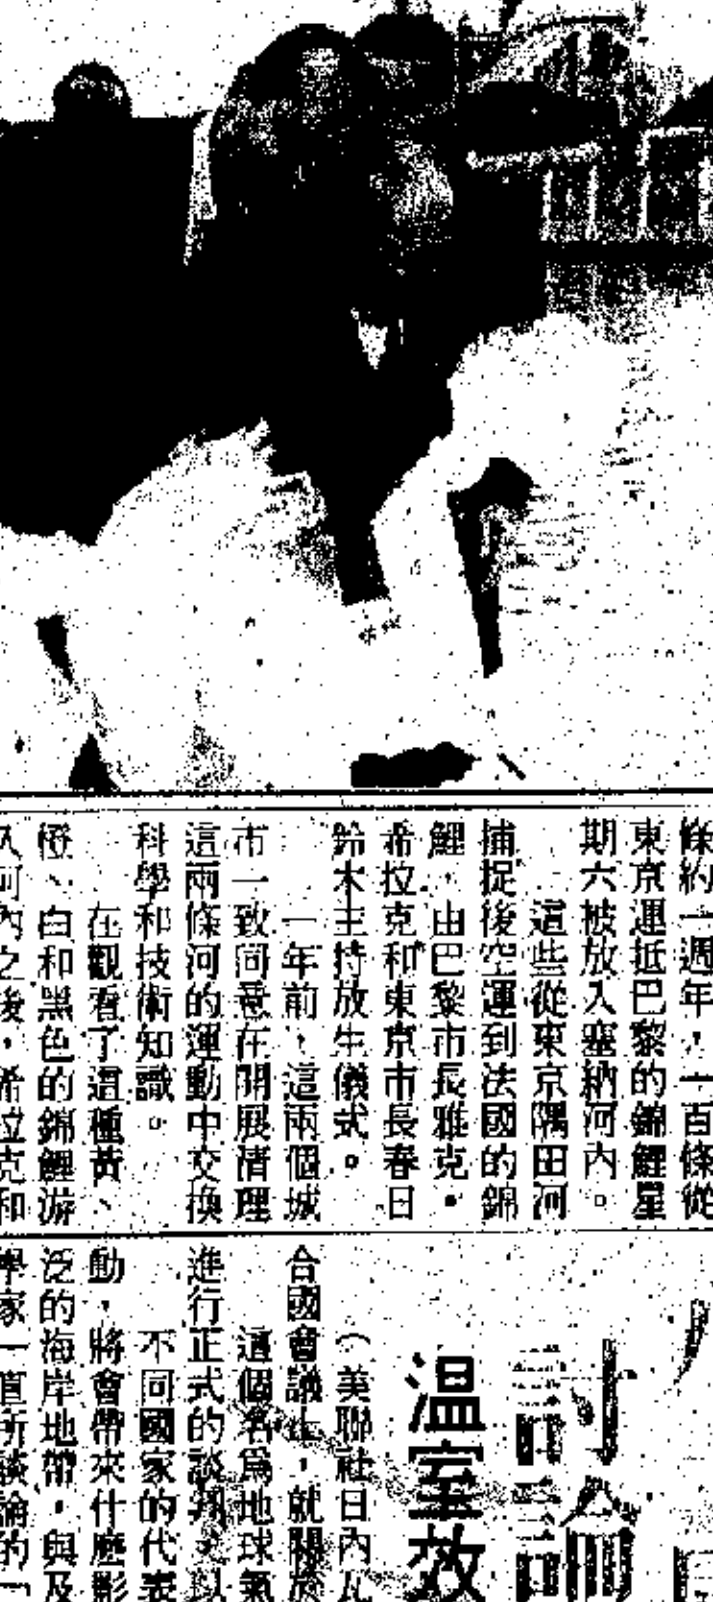 條約一週年，一百條從
東京運抵巴黎的錦鯉星
期六被放入塞納河內。
這些從東京隅田河
捕捉後空運到法國的錦
鯉，由巴黎市長雅克·
希拉克和東京市長春日
鈴木主持放生儀式。
一年前，這兩個城
市一致同意在開展清理
這兩條河的運動中交換
科學和技術知識。
在觀看了這種黃、
橙、白和黑色的錦鯉游
入河內之後，希拉克和
討論
溫室效
（美聯社日內瓦
合國會議上，就關於
這個名為地球氣
進行正式的談判，以
不同國家的代表
動，將會帶來什麼影
泛的海岸地帶，與及
學家一直所談論的「